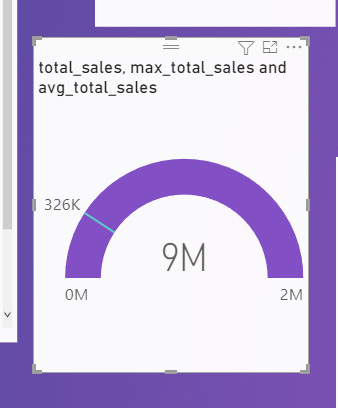 total_sales, max_total_sales and
avg_total_sales
326K
9M
0M
2M